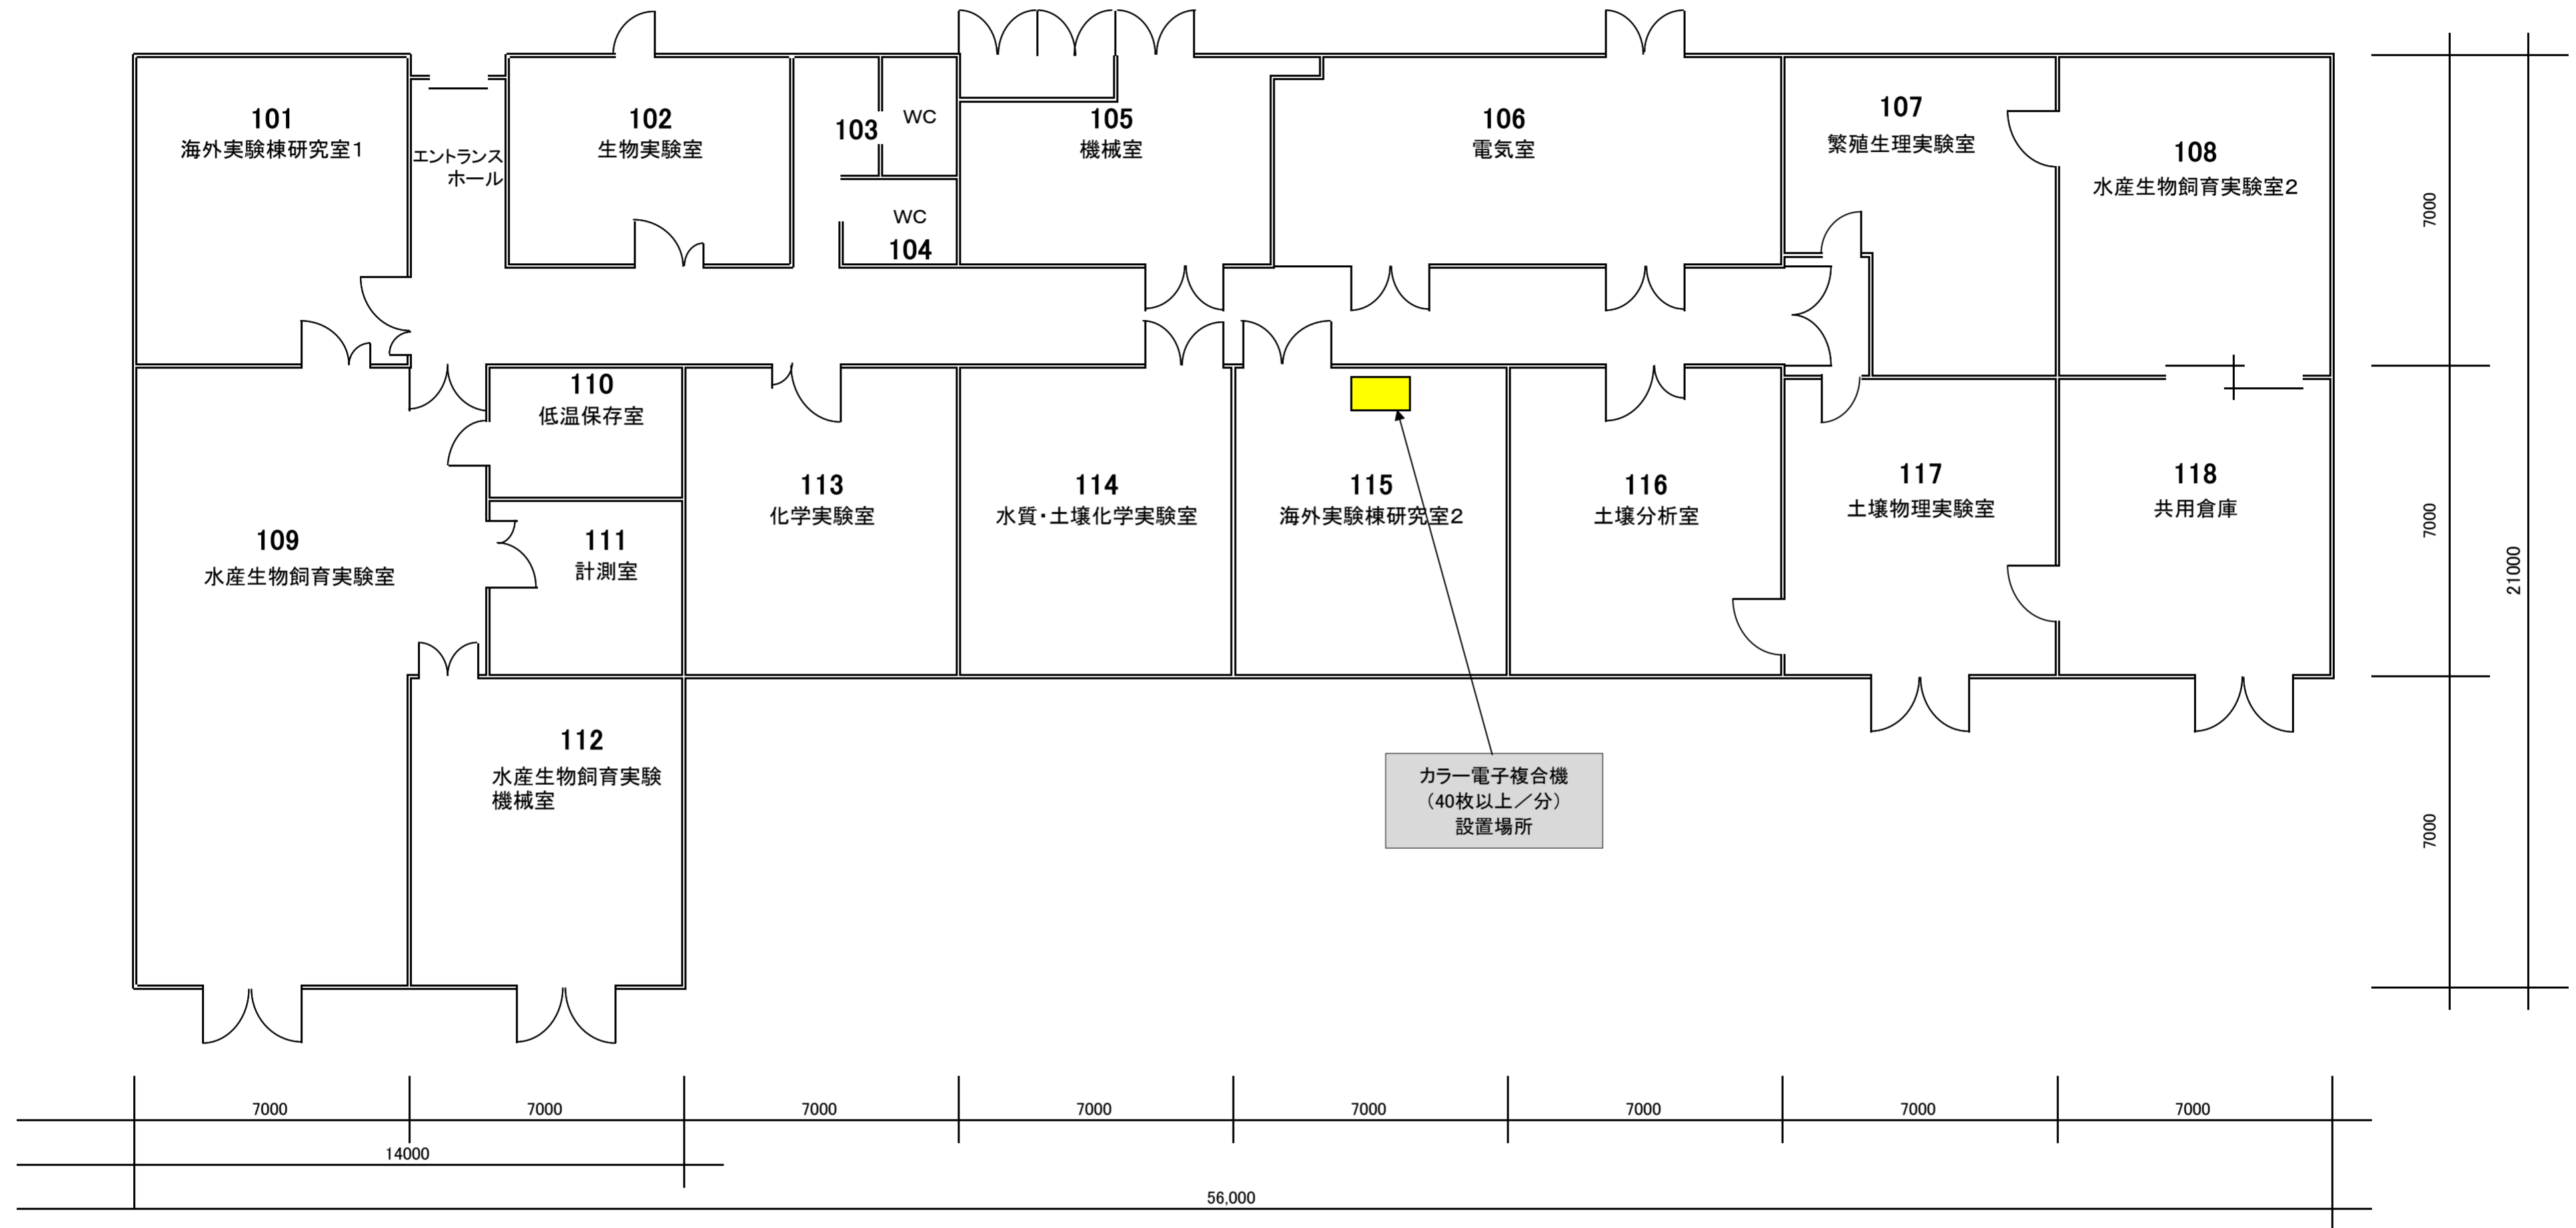 101
海外実験棟研究室1
エントランス
ホール
102
生物実験室
103
WC
WC
104
105
機械室
106
電気室
107
繁殖生理実験室
108
水産生物飼育実験室2
109
水産生物飼育実験室
110
低温保存室
111
計測室
112
水産生物飼育実験
機械室
113
化学実験室
114
水質・土壌化学実験室
115
海外実験棟研究室2
116
土壌分析室
117
土壌物理実験室
118
共用倉庫
カラー電子複合機
（40枚以上／分）
設置場所
7000
7000
7000
21000
7000
7000
7000
7000
7000
7000
7000
7000
14000
56,000